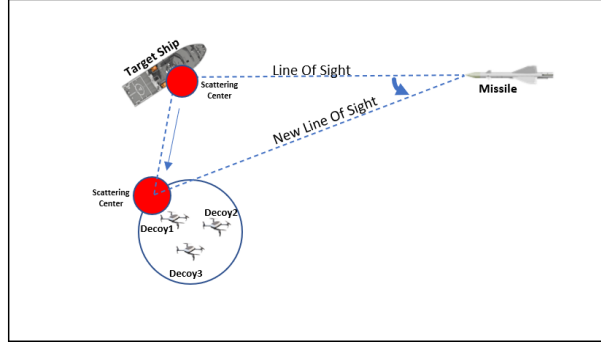 Target Ship
Line Of Sight
Scattering
Center
Missile
New Line Of Sight
Scattering
Center
Decoy1
Decoy2
Decoy3